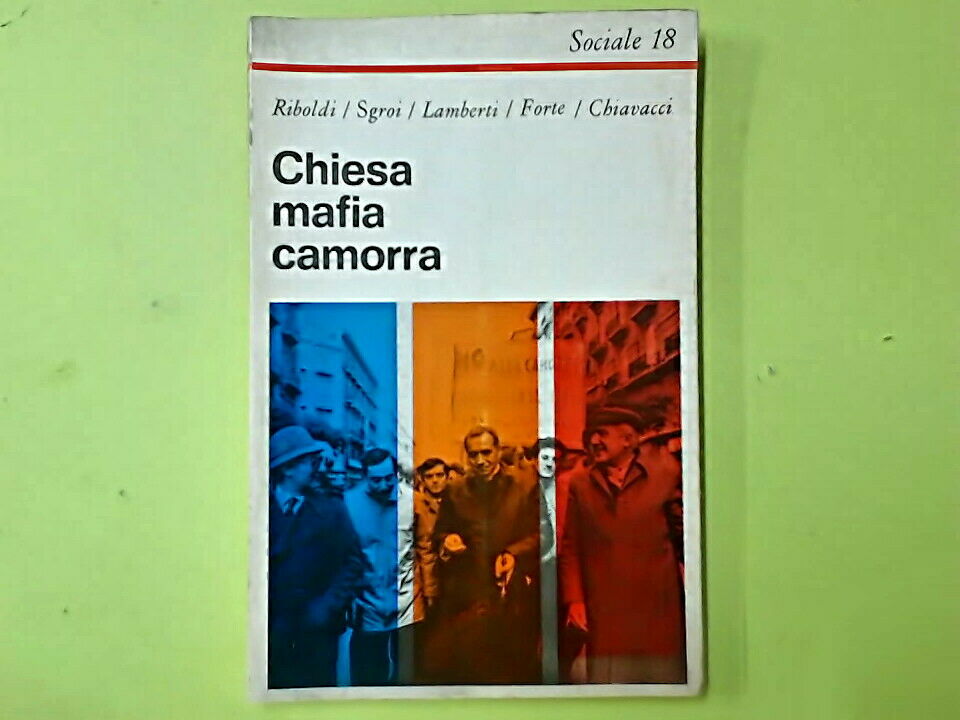 Sociale 18
Riboldi / Sgroi / Lamberti / Forte / Chiavacci
Chiesa
mafia
camorra